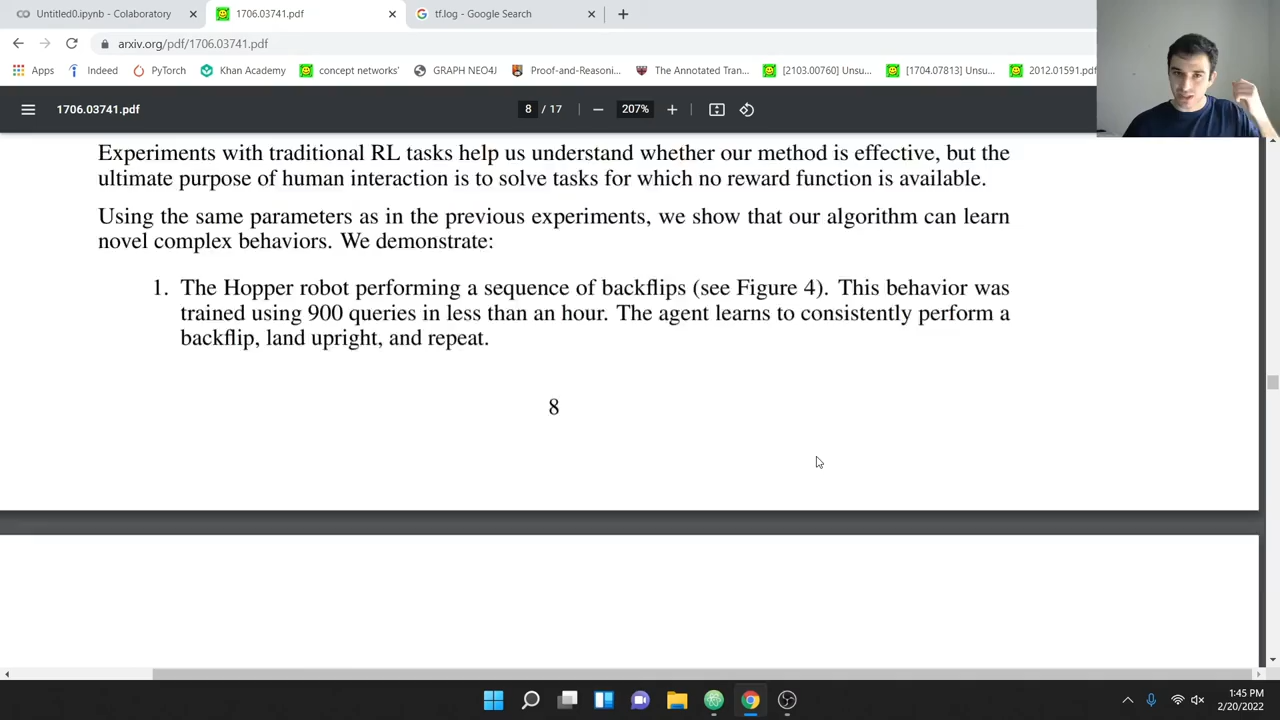 Untitled0.ipynb - Colaboratory
1706.03741.pdf
tf.log - Google Search
arxiv.org/pdf/1706.03741.pdf
Apps
Indeed
PyTorch
Khan Academy
concept networks'
GRAPH NEO4J
Proof-and-Reasoni...
The Annotated Tran...
[2103.00760] Unsu...
[1704.07813] Unsu...
2012.01591.pdf
1706.03741.pdf
8 / 17
207%
Experiments with traditional RL tasks help us understand whether our method is effective, but the
ultimate purpose of human interaction is to solve tasks for which no reward function is available.
Using the same parameters as in the previous experiments, we show that our algorithm can learn
novel complex behaviors. We demonstrate:
1. The Hopper robot performing a sequence of backflips (see Figure 4). This behavior was
trained using 900 queries in less than an hour. The agent learns to consistently perform a
backflip, land upright, and repeat.
8
1:45 PM
2/20/2022